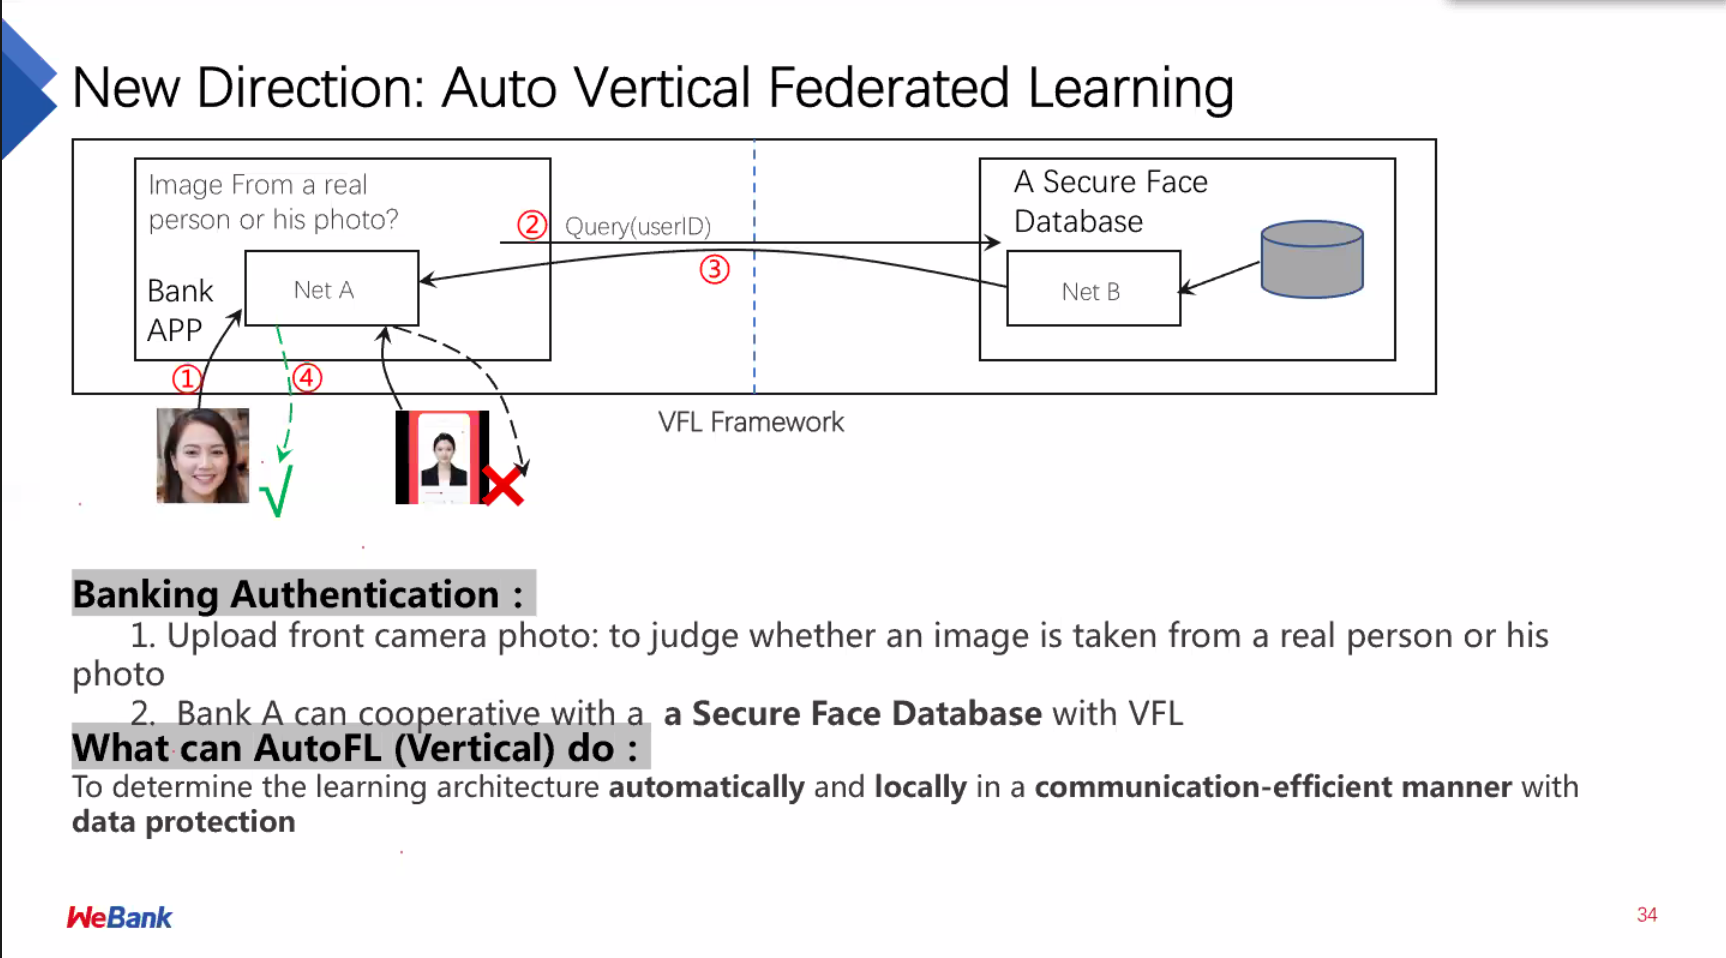 New Direction: Auto Vertical Federated Learning
Image From a real
person or his photo?
② Query(userID)
A Secure Face
Database
③
Net A
Net B
Bank
APP
①
④
√
VFL Framework
Banking Authentication：
1. Upload front camera photo: to judge whether an image is taken from a real person or his
photo
2. Bank A can cooperative with a a Secure Face Database with VFL
What can AutoFL (Vertical) do：
To determine the learning architecture automatically and locally in a communication-efficient manner with
data protection
WeBank
34